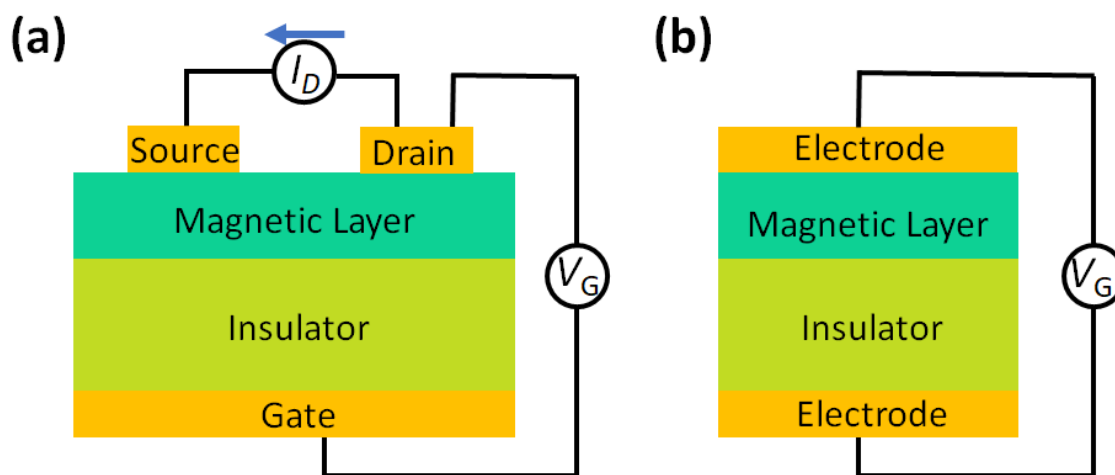 (a)
I_D
Source
Drain
Magnetic Layer
V_G
Insulator
Gate
(b)
Electrode
Magnetic Layer
V_G
Insulator
Electrode